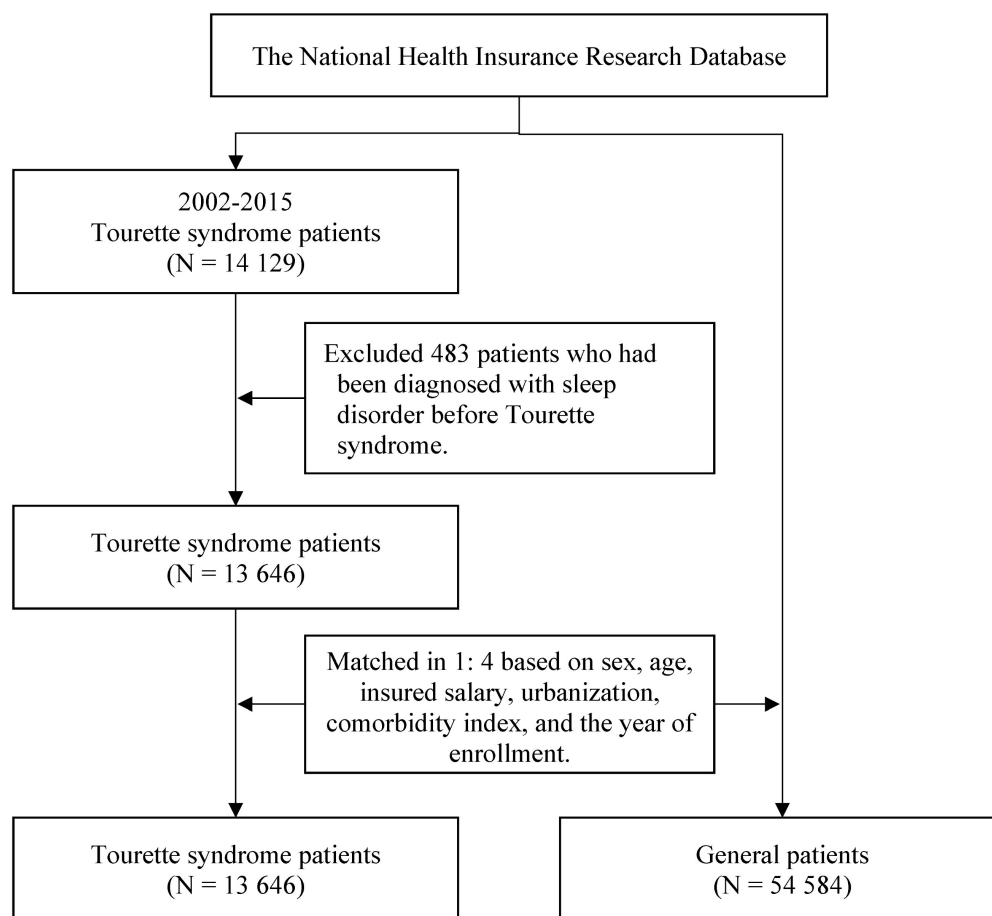 The National Health Insurance Research Database
2002-2015
Tourette syndrome patients
(N = 14 129)
Excluded 483 patients who had
been diagnosed with sleep
disorder before Tourette
syndrome.
Tourette syndrome patients
(N = 13 646)
Matched in 1: 4 based on sex, age,
insured salary, urbanization,
comorbidity index, and the year of
enrollment.
Tourette syndrome patients
(N = 13 646)
General patients
(N = 54 584)